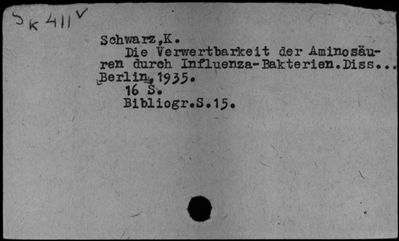 SK 411 v
Schwarz,K.
Die Verwertbarkeit der Aminosäu-
ren durch Influenza-Bakterien.Diss...
Berlin,1935.
16 S.
Bibliogr.S.15.